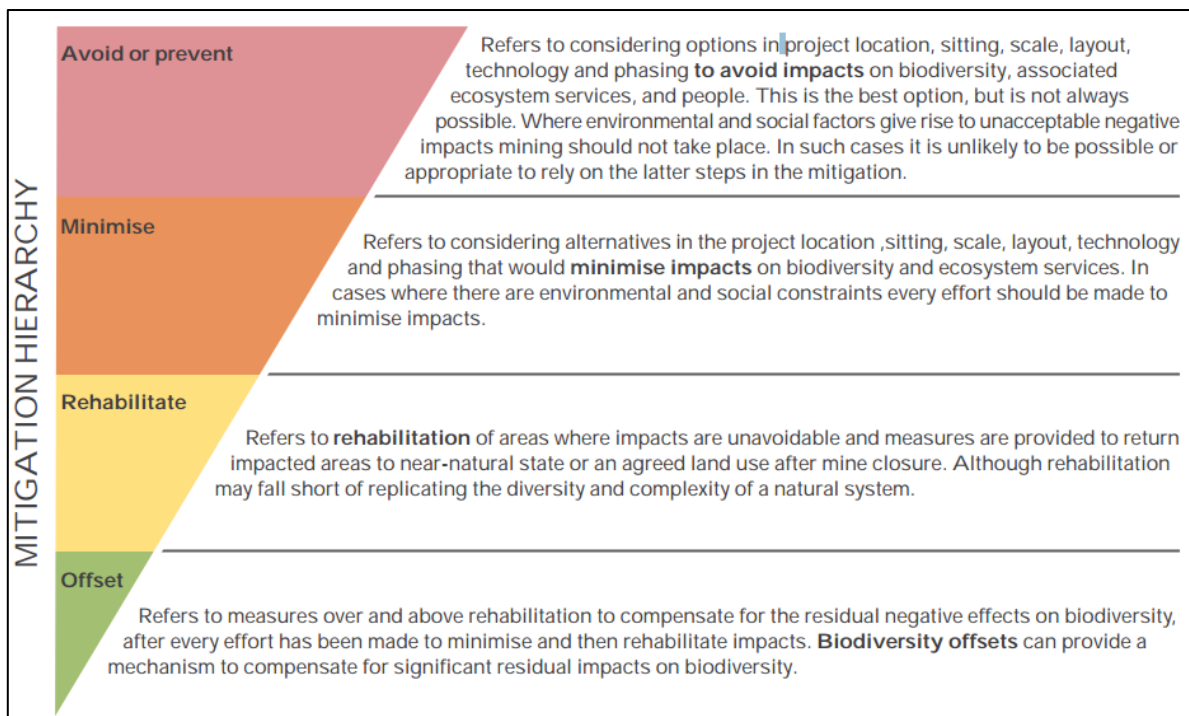 MITIGATION HIERARCHY
Avoid or prevent
Refers to considering options in project location, sitting, scale, layout,
technology and phasing to avoid impacts on biodiversity, associated
ecosystem services, and people. This is the best option, but is not always
possible. Where environmental and social factors give rise to unacceptable negative
impacts mining should not take place. In such cases it is unlikely to be possible or
appropriate to rely on the latter steps in the mitigation.
Minimise
Refers to considering alternatives in the project location ,sitting, scale, layout, technology
and phasing that would minimise impacts on biodiversity and ecosystem services. In
cases where there are environmental and social constraints every effort should be made to
minimise impacts.
Rehabilitate
Refers to rehabilitation of areas where impacts are unavoidable and measures are provided to return
impacted areas to near-natural state or an agreed land use after mine closure. Although rehabilitation
may fall short of replicating the diversity and complexity of a natural system.
Offset
Refers to measures over and above rehabilitation to compensate for the residual negative effects on biodiversity,
after every effort has been made to minimise and then rehabilitate impacts. Biodiversity offsets can provide a
mechanism to compensate for significant residual impacts on biodiversity.